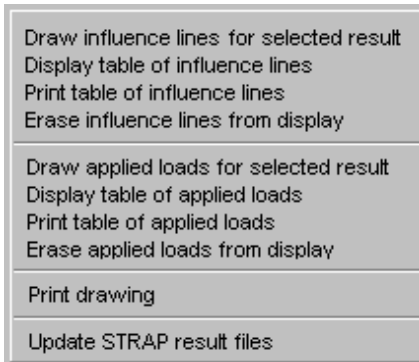 Draw influence lines for selected result
Display table of influence lines
Print table of influence lines
Erase influence lines from display
Draw applied loads for selected result
Display table of applied loads
Print table of applied loads
Erase applied loads from display
Print drawing
Update STRAP result files